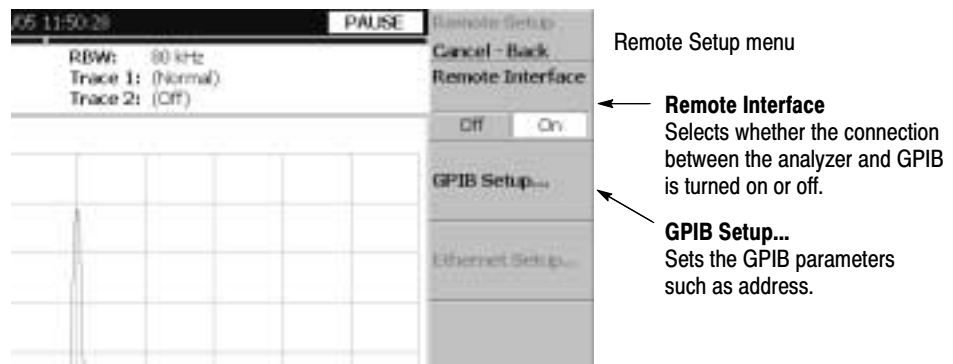 05 11:50:28 PAUSE
RBW: 80 kHz
Trace 1: (Normal)
Trace 2: (Off)
Remote Setup
Cancel - Back
Remote Interface
Off On
GPIB Setup...
Ethernet Setup...
Remote Setup menu
Remote Interface
Selects whether the connection
between the analyzer and GPIB
is turned on or off.
GPIB Setup...
Sets the GPIB parameters
such as address.